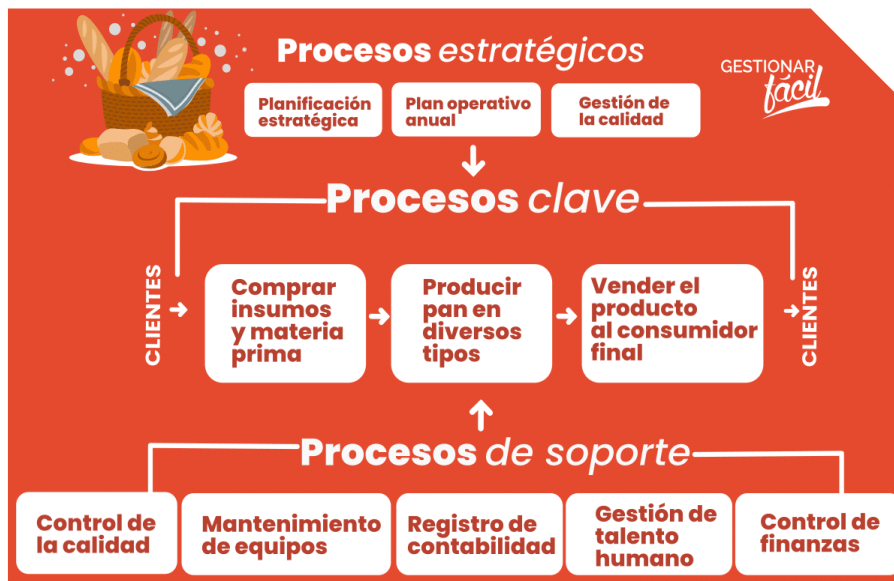 Procesos estratégicos
GESTIONAR
fácil
Planificación
estratégica
Plan operativo
anual
Gestión de
la calidad
Procesos clave
CLIENTES
Comprar
insumos
y materia
prima
Producir
pan en
diversos
tipos
Vender el
producto
al consumidor
final
CLIENTES
Procesos de soporte
Control de
la calidad
Mantenimiento
de equipos
Registro de
contabilidad
Gestión de
talento
humano
Control de
finanzas